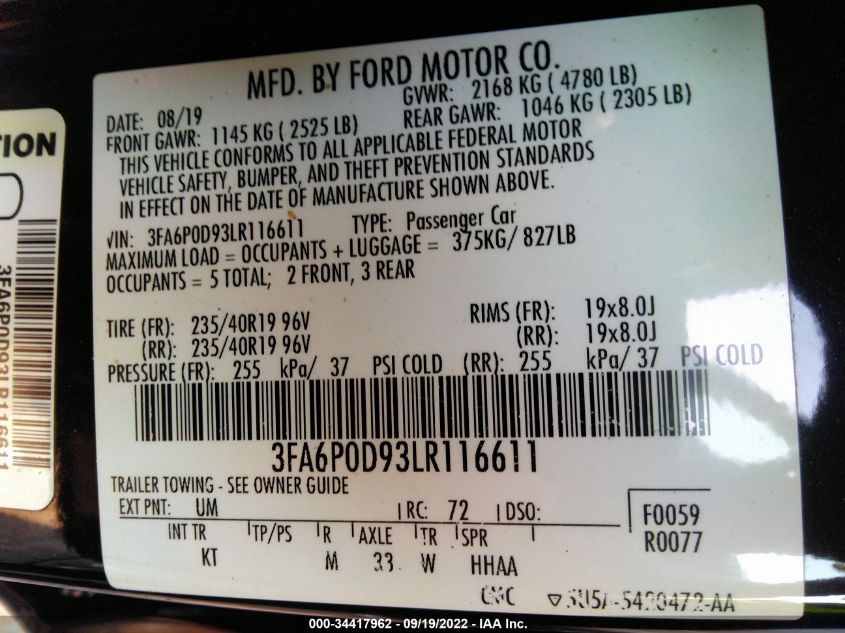 MFD. BY FORD MOTOR CO.
DATE: 08/19 GVWR: 2168 KG ( 4780 LB)
FRONT GAWR: 1145 KG ( 2525 LB) REAR GAWR: 1046 KG ( 2305 LB)
THIS VEHICLE CONFORMS TO ALL APPLICABLE FEDERAL MOTOR
VEHICLE SAFETY, BUMPER, AND THEFT PREVENTION STANDARDS
IN EFFECT ON THE DATE OF MANUFACTURE SHOWN ABOVE.
VIN: 3FA6P0D93LR116611 TYPE: Passenger Car
MAXIMUM LOAD = OCCUPANTS + LUGGAGE = 375KG/ 827LB
OCCUPANTS = 5 TOTAL; 2 FRONT, 3 REAR
TIRE (FR): 235/40R19 96V RIMS (FR): 19x8.0J
(RR): 235/40R19 96V (RR): 19x8.0J
PRESSURE (FR): 255 kPa/ 37 PSI COLD (RR): 255 kPa/ 37 PSI COLD
3FA6P0D93LR116611
TRAILER TOWING - SEE OWNER GUIDE
EXT PNT: UM RC: 72 DSO: F0059
INT TR TP/PS R AXLE TR SPR R0077
KT M 33 W HHAA
TION
3FA6P0D93LR116611
000-34417962 - 09/19/2022 - IAA Inc.